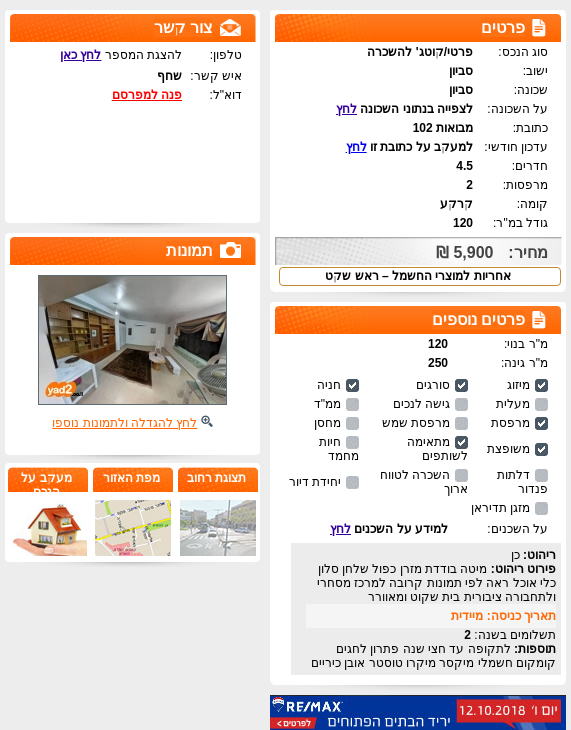 פרטים
סוג הנכס: פרטי/קוטג' להשכרה
ישוב: סביון
שכונה: סביון
על השכונה: לצפייה בנתוני השכונה לחץ
כתובת: מבואות 102
עדכון חודשי: למעקב על כתובת זו לחץ
חדרים: 4.5
מרפסות: 2
קומה: קרקע
גודל במ"ר: 120
מחיר: 5,900 ₪
אחריות למוצרי החשמל – ראש שקט
פרטים נוספים
מ"ר בנוי: 120
מ"ר גינה: 250
מיזוג סורגים חניה
מעלית גישה לנכים ממ"ד
מרפסת מרפסת שמש מחסן
משופצת מתאימה לשותפים חיות מחמד
דלתות פנדור השכרה לטווח ארוך יחידת דיור
מזגן תדיראן
על השכנים: למידע על השכנים לחץ
ריהוט: כן
פירוט ריהוט: מיטה בודדת מזרן כפול שלחן סלון
כלי אוכל ראה לפי תמונות קרובה למרכז מסחרי
ולתחבורה ציבורית בית שקוט ומאוורר
תאריך כניסה: מיידית
תשלומים בשנה: 2
תוספות: לתקופה עד חצי שנה פתרון לחגים
קומקום חשמלי מיקסר מיקרו טוסטר אובן כיריים
RE/MAX
יום ו' 12.10.2018
יריד הבתים הפתוחים
לפרטים >
צור קשר
טלפון: להצגת המספר לחץ כאן
איש קשר: שחף
דוא"ל: פנה למפרסם
תמונות
yad2
לחץ להגדלה ולתמונות נוספו
תצוגת רחוב
מפת האזור
מעקב על
הנכס